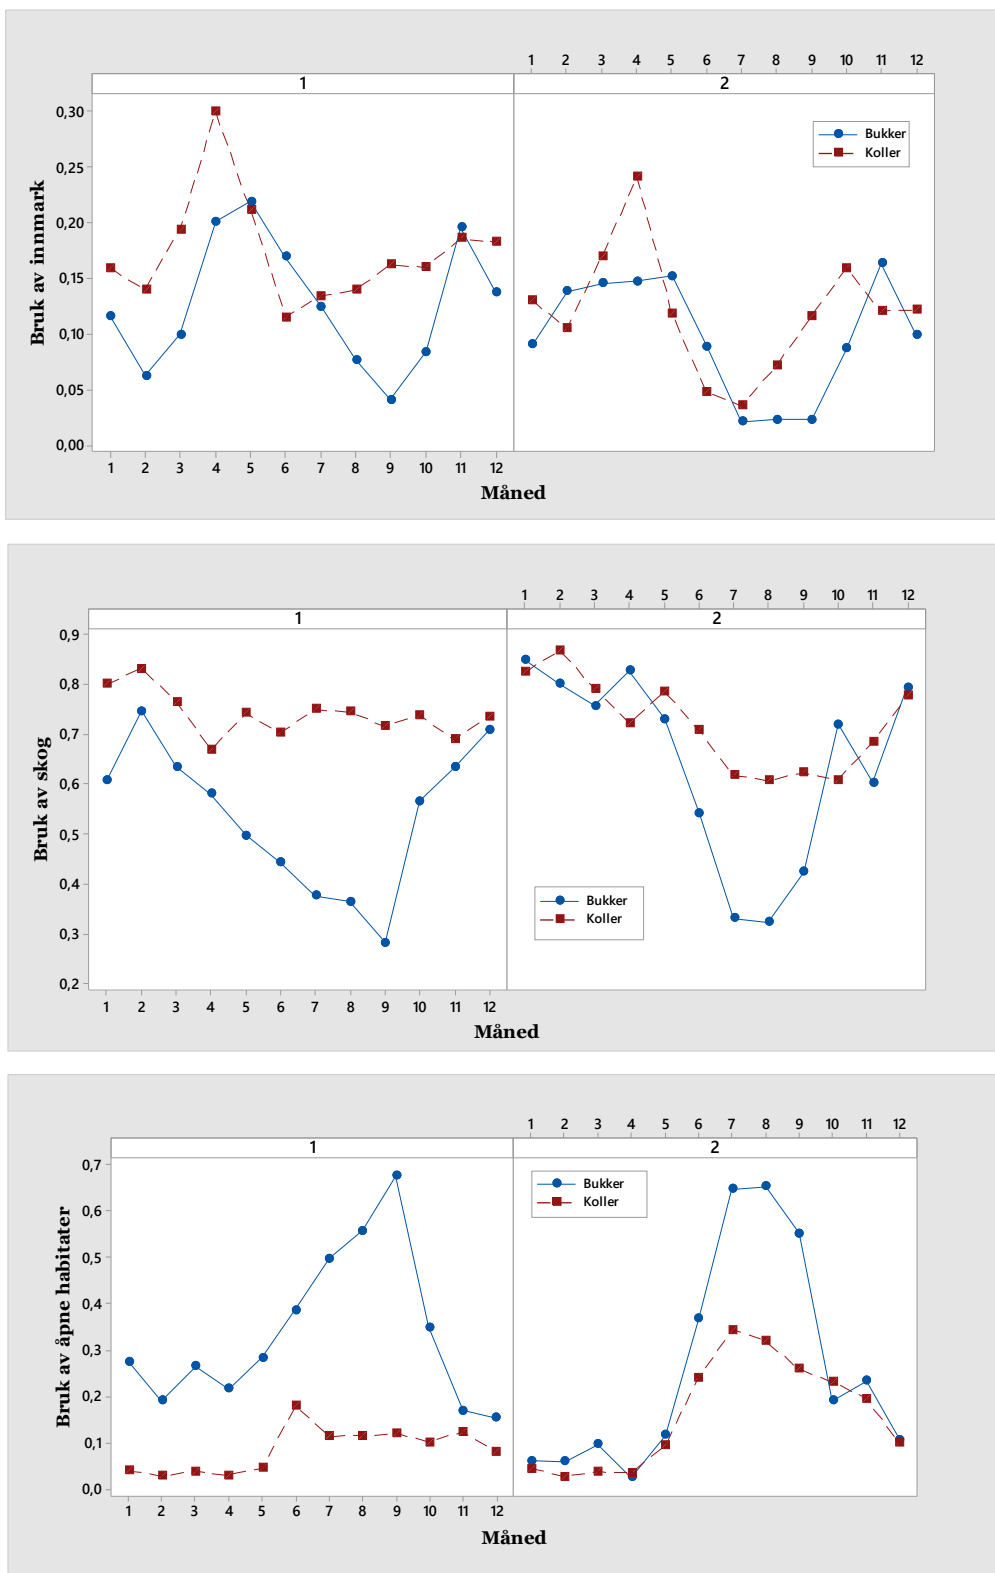 1 2 3 4 5 6 7 8 9 10 11 12
1 2
0,30
0,25
0,20
0,15
0,10
0,05
0,00
Bruk av innmark
Bukker
Koller
1 2 3 4 5 6 7 8 9 10 11 12
Måned
1 2 3 4 5 6 7 8 9 10 11 12
1 2
0,9
0,8
0,7
0,6
0,5
0,4
0,3
0,2
Bruk av skog
Bukker
Koller
1 2 3 4 5 6 7 8 9 10 11 12
Måned
1 2 3 4 5 6 7 8 9 10 11 12
1 2
0,7
0,6
0,5
0,4
0,3
0,2
0,1
0,0
Bruk av åpne habitater
Bukker
Koller
1 2 3 4 5 6 7 8 9 10 11 12
Måned